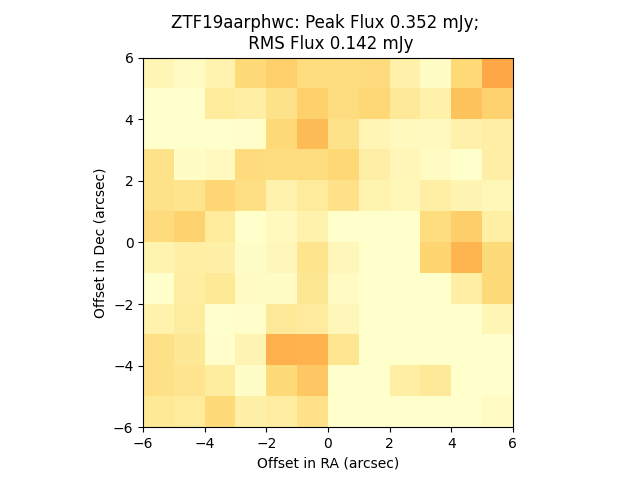 ZTF19aarphwc: Peak Flux 0.352 mJy;
RMS Flux 0.142 mJy
6
4
2
0
−2
−4
−6
Offset in Dec (arcsec)
−6 −4 −2 0 2 4 6
Offset in RA (arcsec)